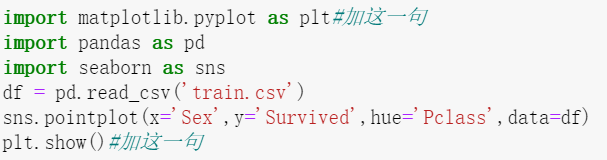 import matplotlib.pyplot as plt#加这一句
import pandas as pd
import seaborn as sns
df = pd.read_csv('train.csv')
sns.pointplot(x='Sex',y='Survived',hue='Pclass',data=df)
plt.show()#加这一句